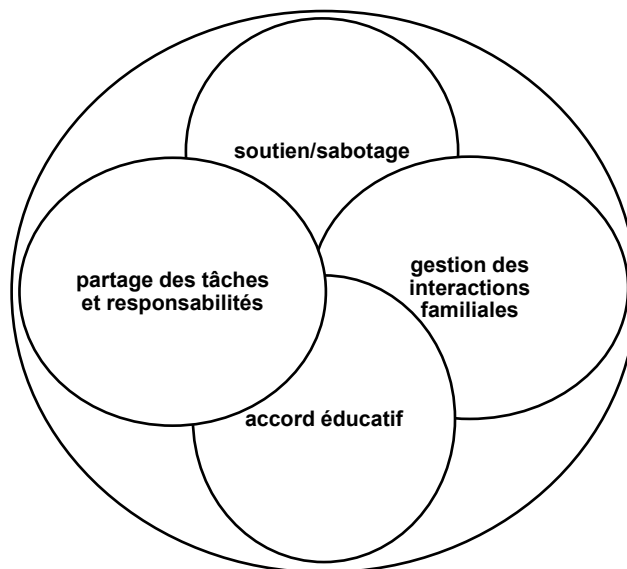 soutien/sabotage
partage des tâches
et responsabilités
gestion des
interactions
familiales
accord éducatif